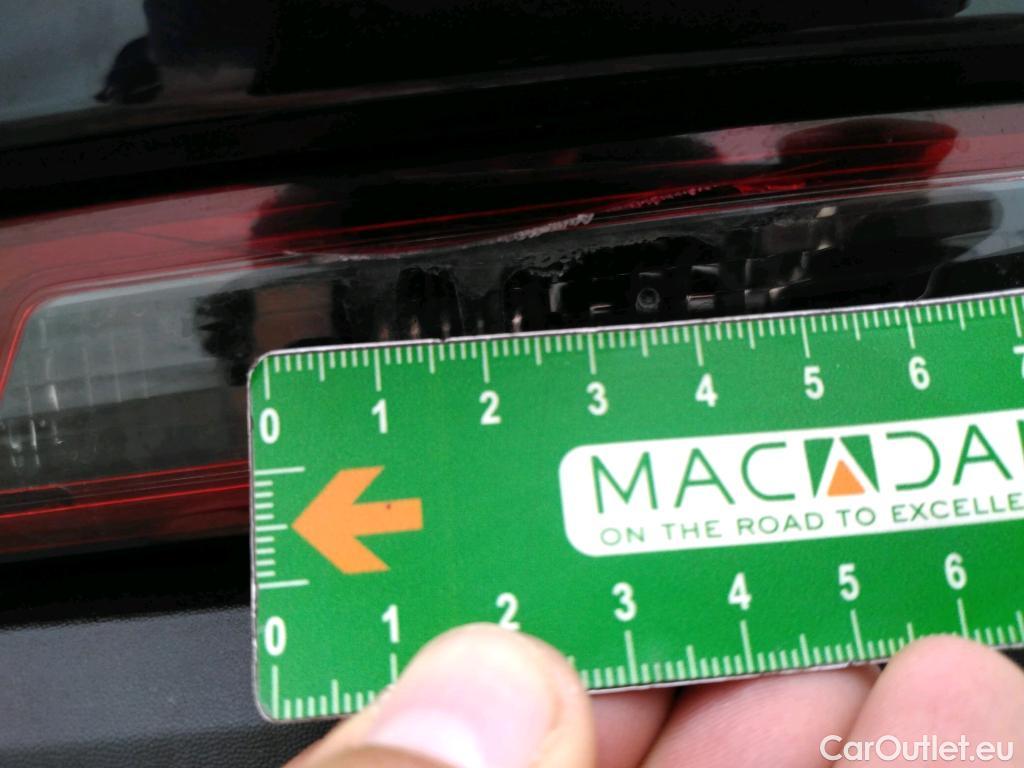 0 1 2 3 4 5 6 7
MACADA
ON THE ROAD TO EXCELLE
0 1 2 3 4 5 6
CarOutlet.eu